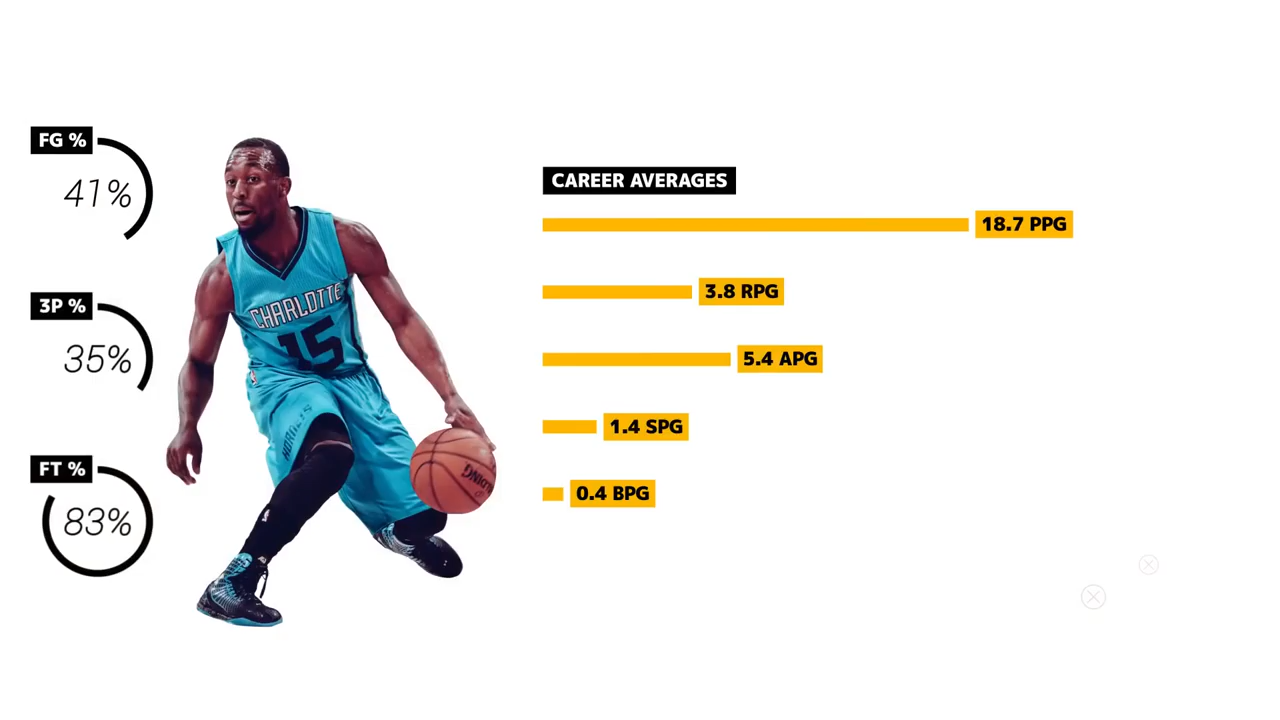 FG %
41%
3P %
35%
FT %
83%
CHARLOTTE
15
HORNETS
CAREER AVERAGES
18.7 PPG
3.8 RPG
5.4 APG
1.4 SPG
0.4 BPG